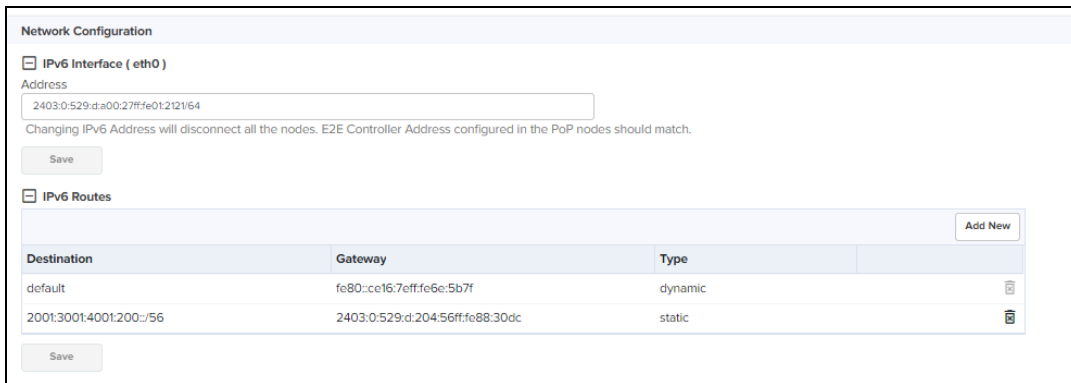 Network Configuration
IPv6 Interface ( eth0 )
Address
2403:0:529:d:a00:27ff:fe01:2121/64
Changing IPv6 Address will disconnect all the nodes. E2E Controller Address configured in the PoP nodes should match.
Save
IPv6 Routes
Add New
Destination Gateway Type
default fe80::ce16:7eff:fe6e:5b7f dynamic
2001:3001:4001:200::/56 2403:0:529:d:204:56ff:fe88:30dc static
Save